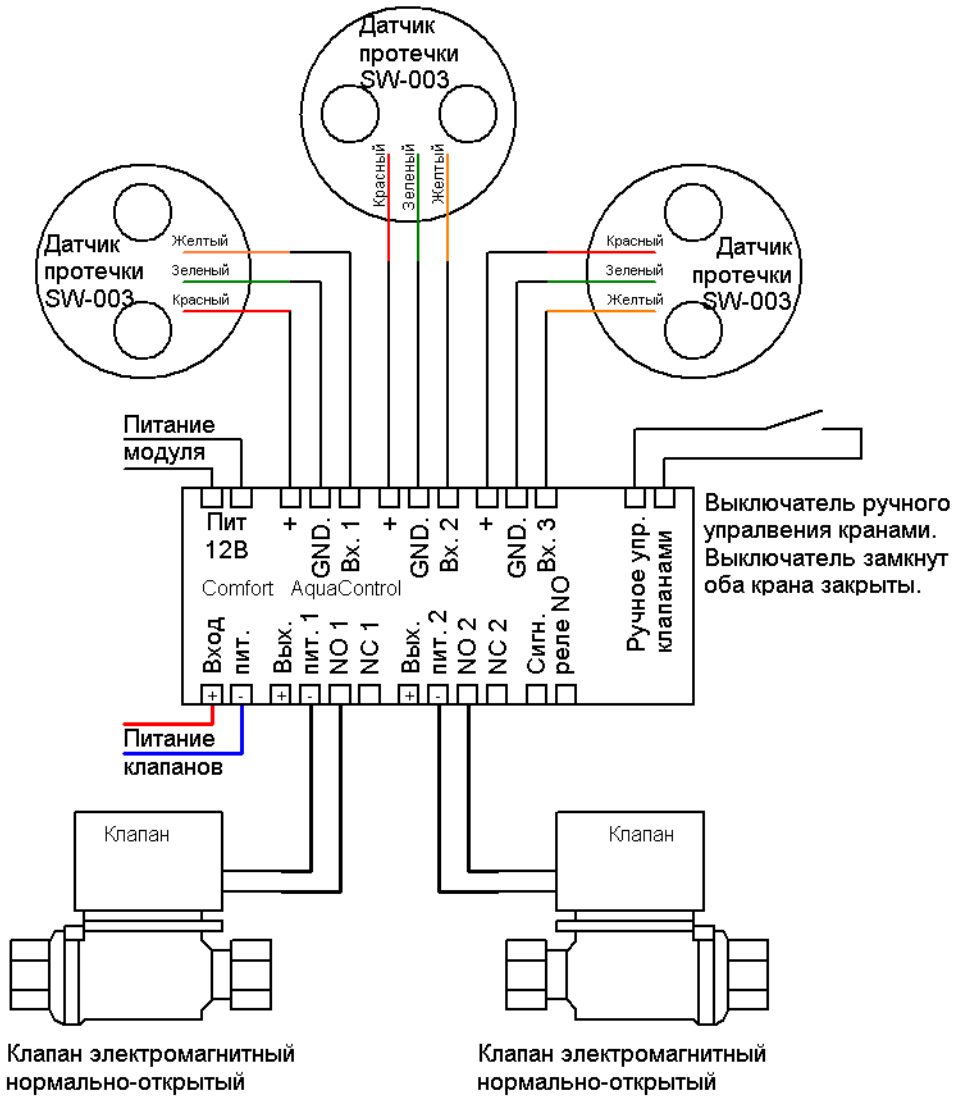 Датчик
протечки
SW-003
Красный
Зеленый
Желтый
Датчик
протечки
SW-003
Желтый
Зеленый
Красный
Красный
Зеленый
Желтый
Датчик
протечки
SW-003
Питание
модуля
Пит
12В
+
GND.
Вх. 1
+
GND.
Вх. 2
+
GND.
Вх. 3
Ручное упр.
клапанами
Выключатель ручного
упралвения кранами.
Выключатель замкнут
оба крана закрыты.
Comfort AquaControl
Вход
пит.
Вых.
пит. 1
NO 1
NC 1
Вых.
пит. 2
NO 2
NC 2
Сигн.
реле NO
+
-
+
-
+
-
Питание
клапанов
Клапан
Клапан
Клапан электромагнитный
нормально-открытый
Клапан электромагнитный
нормально-открытый